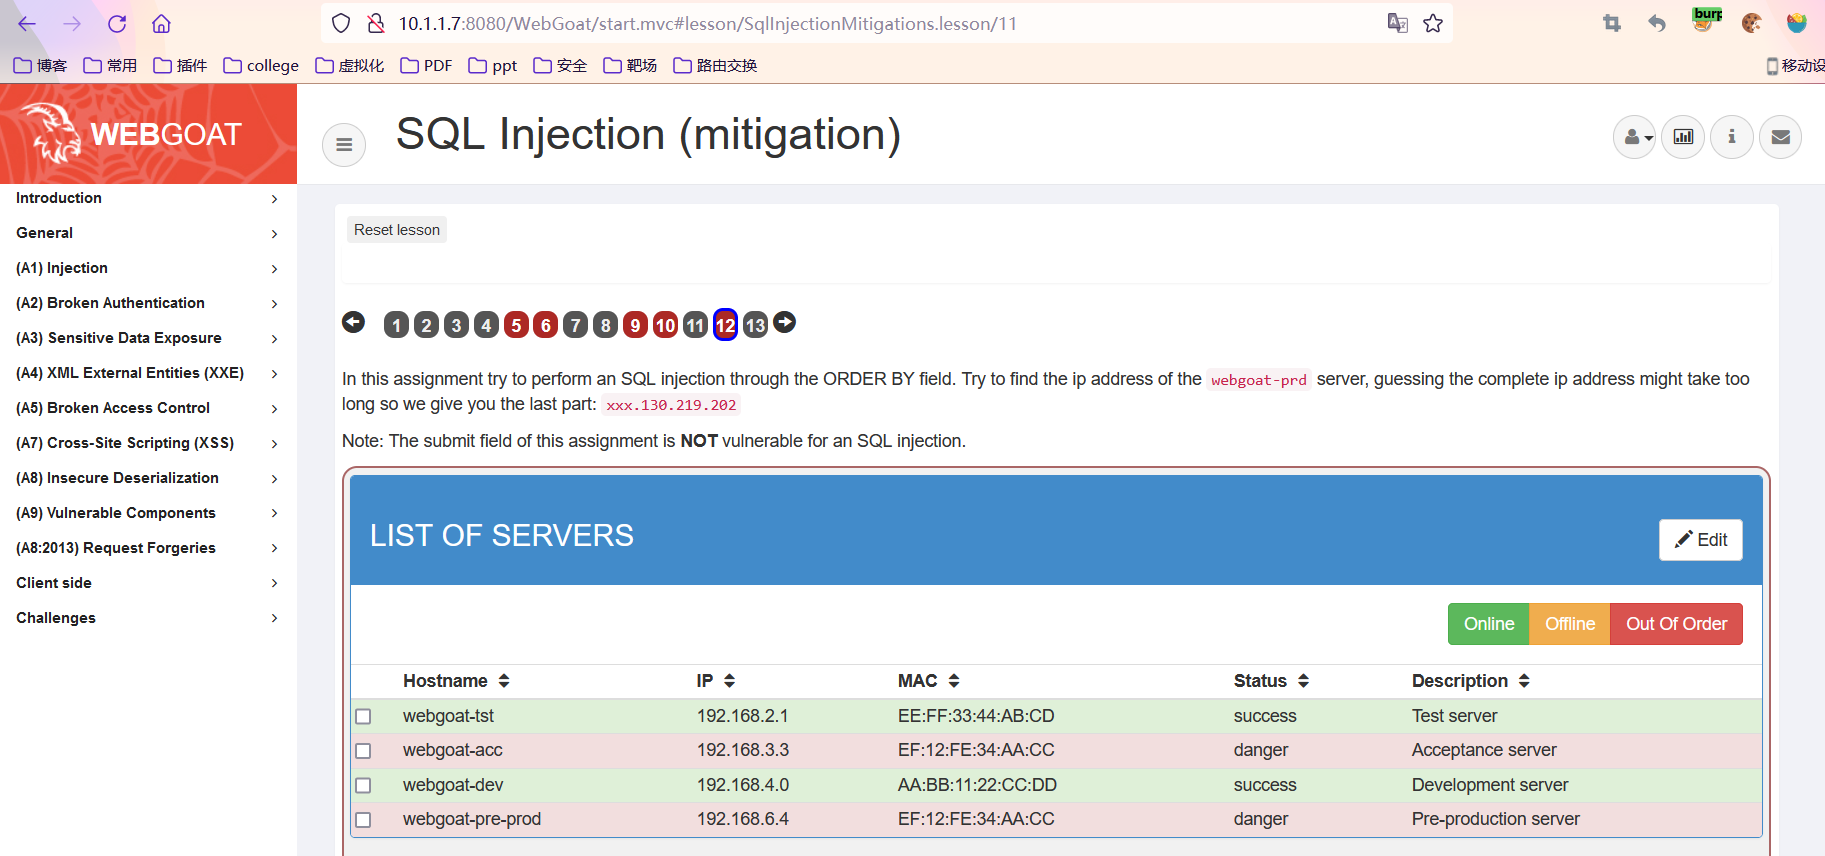 10.1.1.7:8080/WebGoat/start.mvc#lesson/SqlInjectionMitigations.lesson/11
burp
博客 常用 插件 college 虚拟化 PDF ppt 安全 靶场 路由交换 移动设
WEBGOAT
SQL Injection (mitigation)
Introduction
General
(A1) Injection
(A2) Broken Authentication
(A3) Sensitive Data Exposure
(A4) XML External Entities (XXE)
(A5) Broken Access Control
(A7) Cross-Site Scripting (XSS)
(A8) Insecure Deserialization
(A9) Vulnerable Components
(A8:2013) Request Forgeries
Client side
Challenges
Reset lesson
1 2 3 4 5 6 7 8 9 10 11 12 13
In this assignment try to perform an SQL injection through the ORDER BY field. Try to find the ip address of the webgoat-prd server, guessing the complete ip address might take too
long so we give you the last part: xxx.130.219.202
Note: The submit field of this assignment is NOT vulnerable for an SQL injection.
LIST OF SERVERS
Edit
Online Offline Out Of Order
Hostname IP MAC Status Description
webgoat-tst 192.168.2.1 EE:FF:33:44:AB:CD success Test server
webgoat-acc 192.168.3.3 EF:12:FE:34:AA:CC danger Acceptance server
webgoat-dev 192.168.4.0 AA:BB:11:22:CC:DD success Development server
webgoat-pre-prod 192.168.6.4 EF:12:FE:34:AA:CC danger Pre-production server